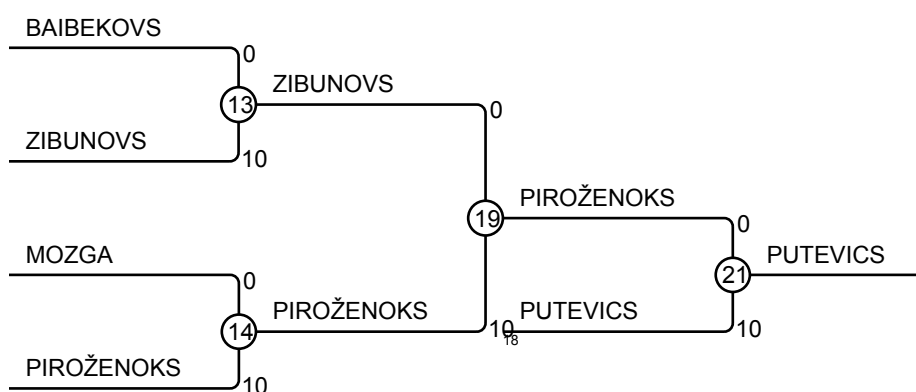 BAIBEKOVS
0
13
ZIBUNOVS
0
ZIBUNOVS
10
19
PIROŽENOKS
0
MOZGA
0
21
PUTEVICS
14
PIROŽENOKS
10
T8
PUTEVICS
10
PIROŽENOKS
10